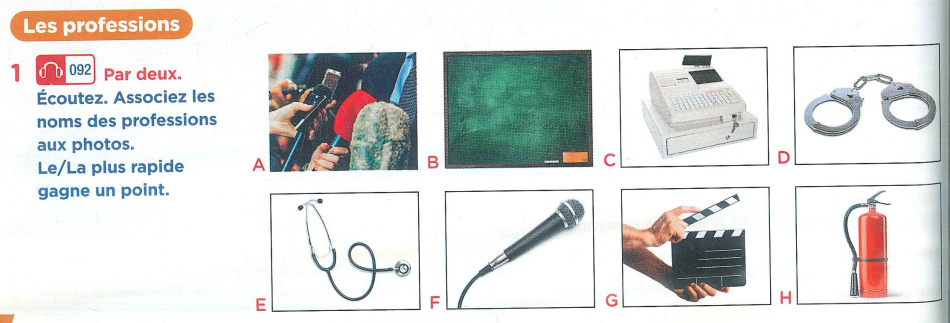 Les professions
1 092 Par deux.
Écoutez. Associez les
noms des professions
aux photos.
Le/La plus rapide
gagne un point.
A
B
C
D
E
F
G
H